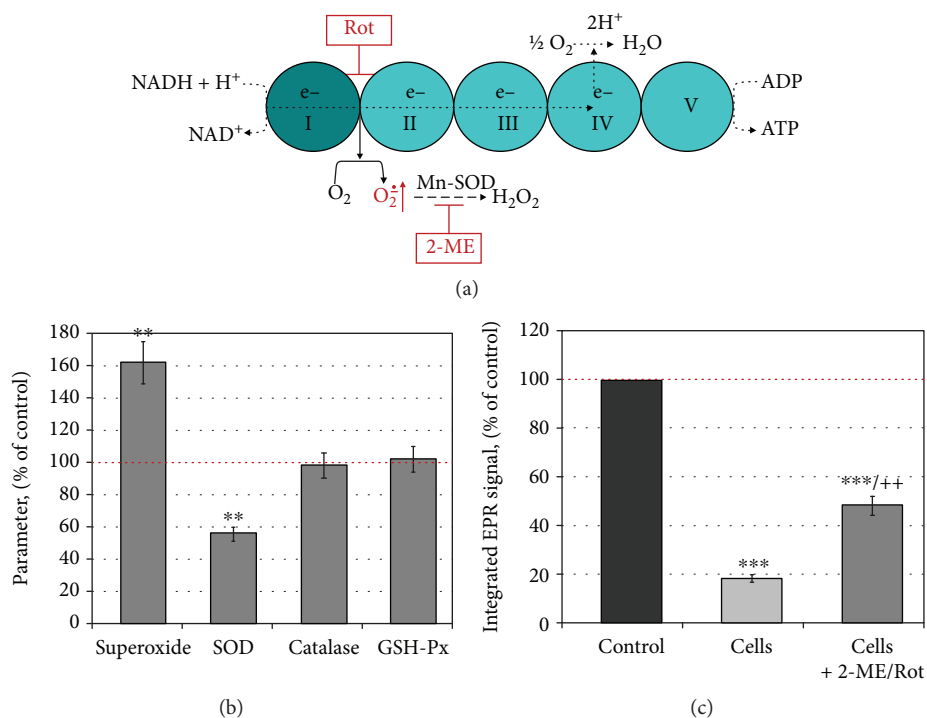 Rot
NADH + H⁺
NAD⁺
e– e– e– e–
I II III IV V
½ O₂ 2H⁺ H₂O
ADP
ATP
O₂ O₂∸ Mn-SOD H₂O₂
2-ME
(a)
Parameter, (% of control)
180
160
140
120
100
80
60
40
20
0
**
**
Superoxide SOD Catalase GSH-Px
(b)
Integrated EPR signal, (% of control)
120
100
80
60
40
20
0
***
***/++
Control Cells Cells
+ 2-ME/Rot
(c)